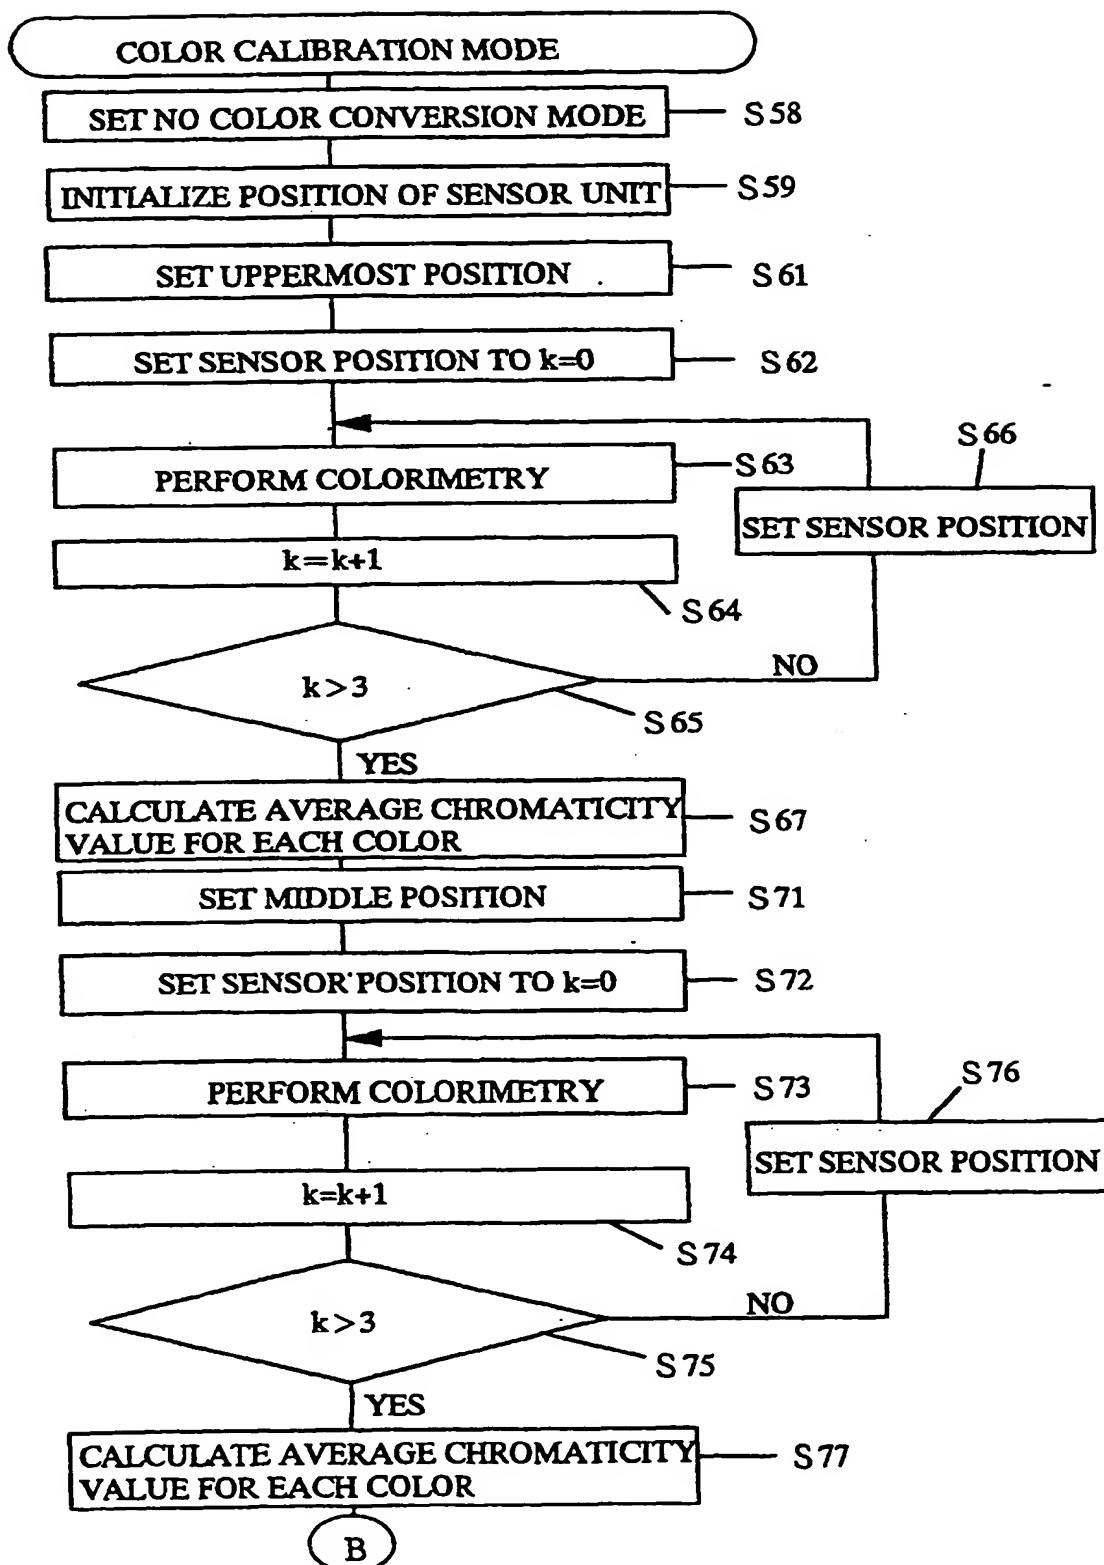 COLOR CALIBRATION MODE
SET NO COLOR CONVERSION MODE
S58
INITIALIZE POSITION OF SENSOR UNIT
S59
SET UPPERMOST POSITION
S61
SET SENSOR POSITION TO k=0
S62
S66
PERFORM COLORIMETRY
S63
SET SENSOR POSITION
k=k+1
S64
NO
k>3
S65
YES
CALCULATE AVERAGE CHROMATICITY
VALUE FOR EACH COLOR
S67
SET MIDDLE POSITION
S71
SET SENSOR POSITION TO k=0
S72
PERFORM COLORIMETRY
S73
S76
SET SENSOR POSITION
k=k+1
S74
NO
k>3
S75
YES
CALCULATE AVERAGE CHROMATICITY
VALUE FOR EACH COLOR
S77
B